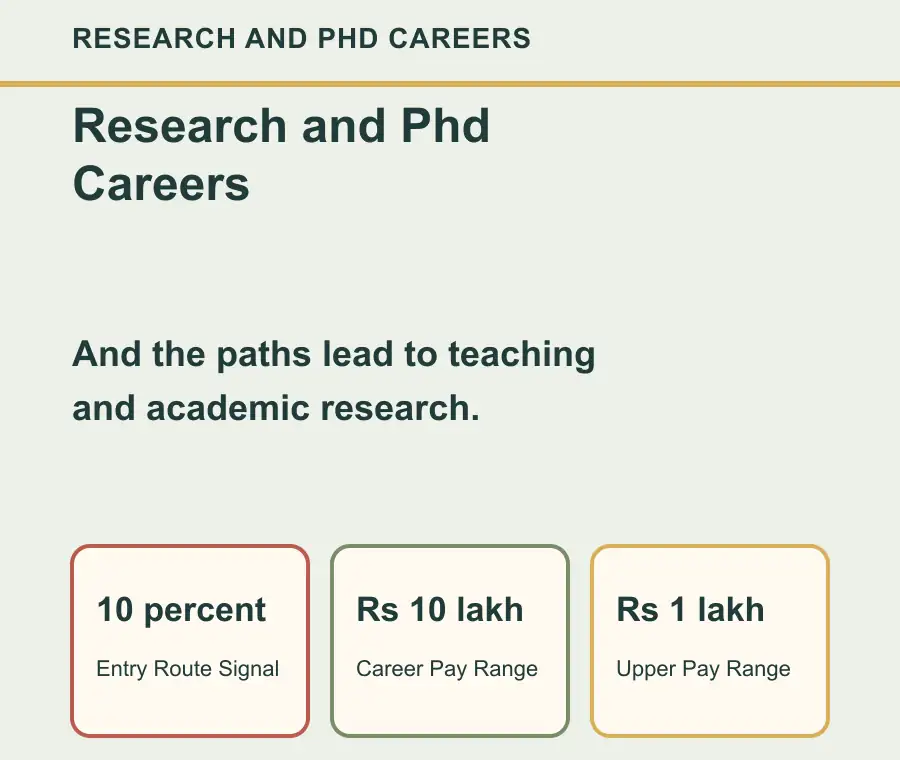 RESEARCH AND PHD CAREERS
Research and Phd
Careers
And the paths lead to teaching
and academic research.
10 percent
Entry Route Signal
Rs 10 lakh
Career Pay Range
Rs 1 lakh
Upper Pay Range